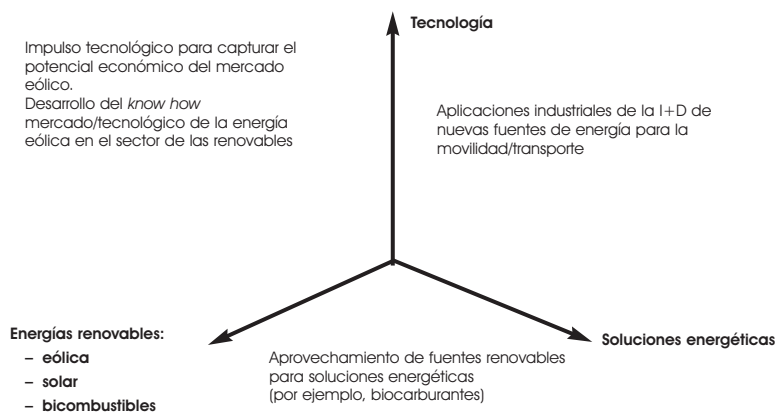 Tecnología
Impulso tecnológico para capturar el
potencial económico del mercado
eólico.
Desarrollo del know how
mercado/tecnológico de la energía
eólica en el sector de las renovables
Aplicaciones industriales de la I+D de
nuevas fuentes de energía para la
movilidad/transporte
Energías renovables:
– eólica
– solar
– bicombustibles
Aprovechamiento de fuentes renovables
para soluciones energéticas
(por ejemplo, biocarburantes)
Soluciones energéticas